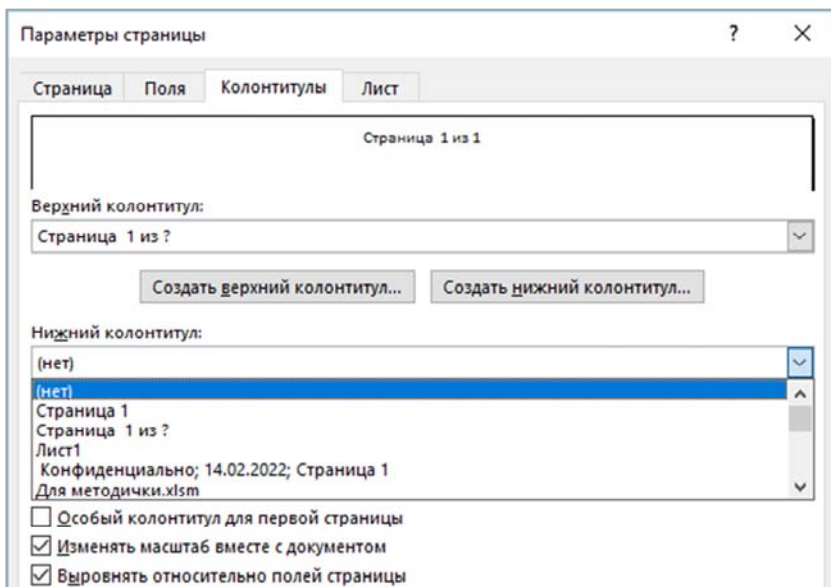 Параметры страницы ?
Страница Поля Колонтитулы Лист
Страница 1 из 1
Верхний колонтитул:
Страница 1 из ?
Создать верхний колонтитул... Создать нижний колонтитул...
Нижний колонтитул:
(нет)
(нет)
Страница 1
Страница 1 из ?
Лист1
Конфиденциально; 14.02.2022; Страница 1
Для методички.xlsm
Особый колонтитул для первой страницы
Изменять масштаб вместе с документом
Выровнять относительно полей страницы